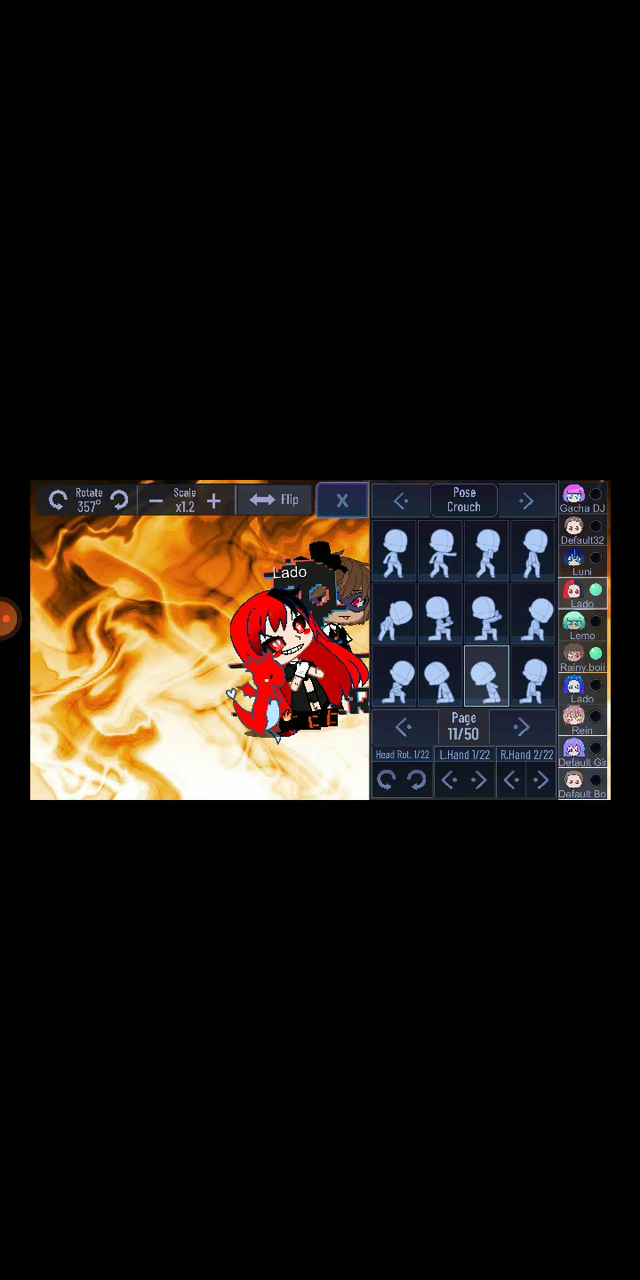 Rotate
357°
Scale
x1.2
Flip
X
Pose
Crouch
Lado
Page
11/50
Head Rot. 1/22
L.Hand 1/22
R.Hand 2/22
Gacha DJ
Default32
Luni
Lado
Lemo
Rainy.boii
Lado
Rein
Default Gir
Default Bo